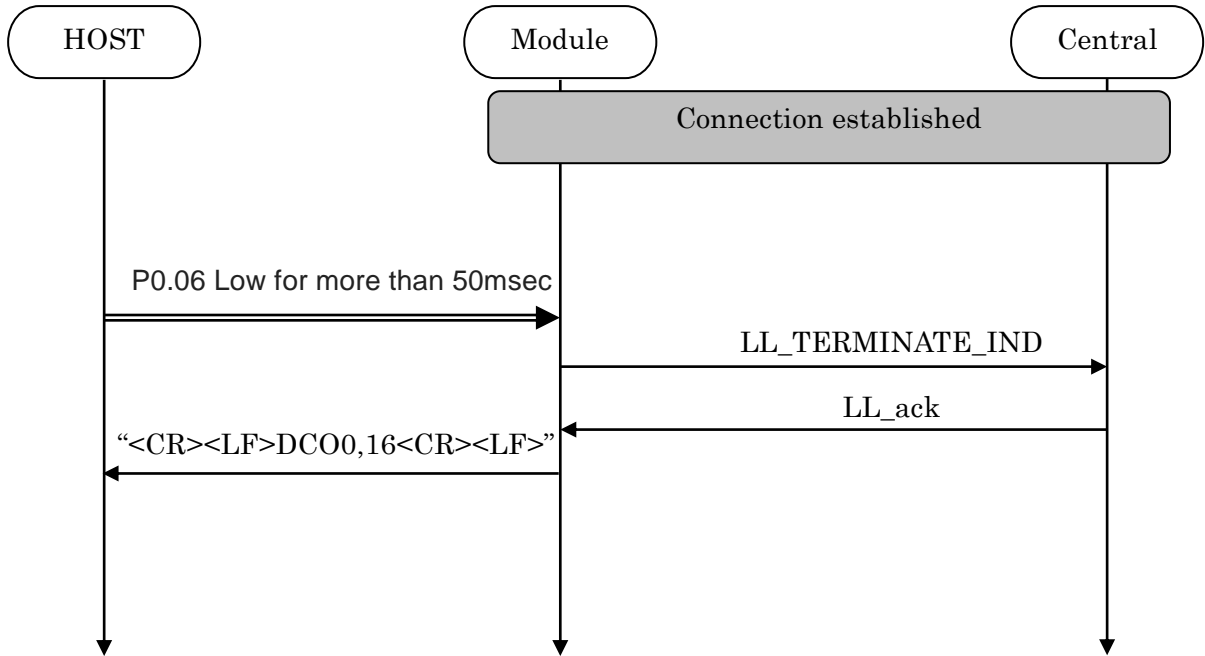 HOST
Module
Central
Connection established
P0.06 Low for more than 50msec
LL_TERMINATE_IND
LL_ack
“<CR><LF>DCO0,16<CR><LF>”